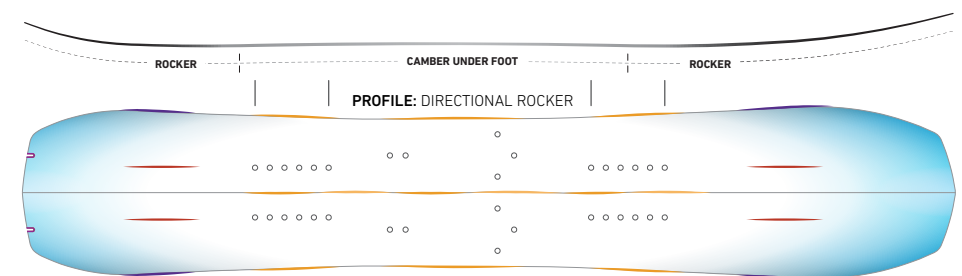 ROCKER
CAMBER UNDER FOOT
ROCKER
PROFILE: DIRECTIONAL ROCKER